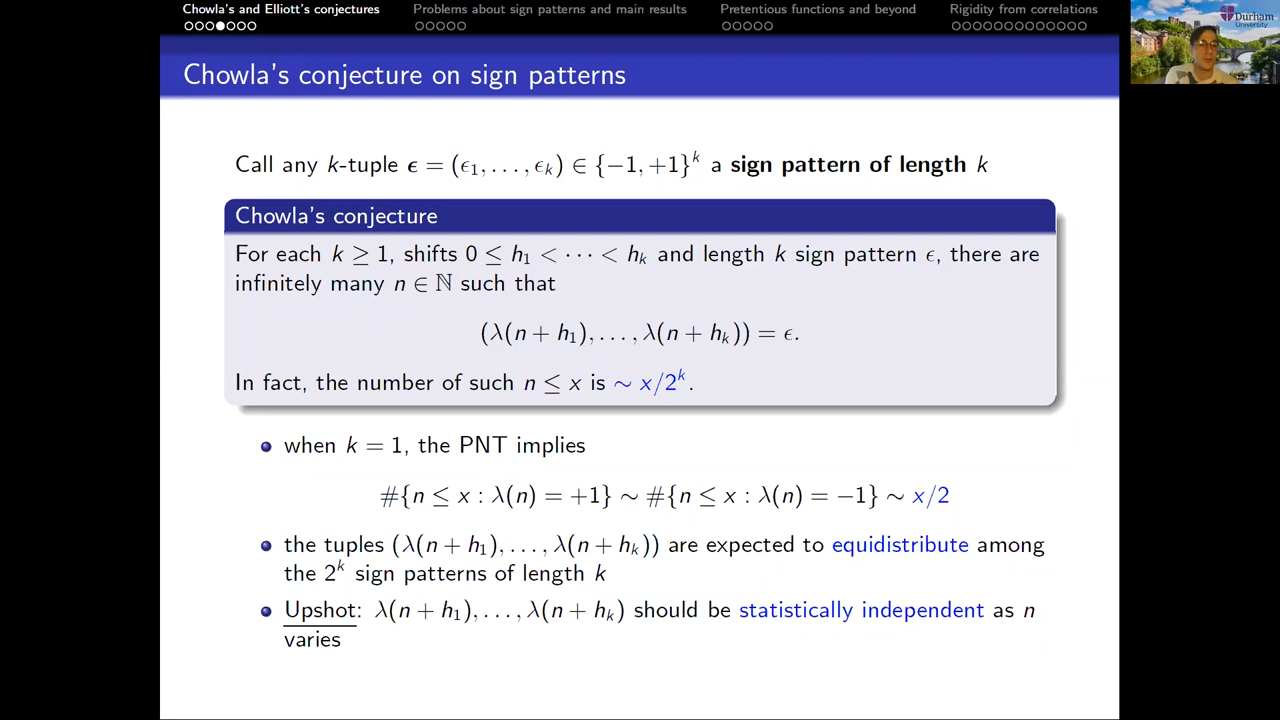 Chowla's and Elliott's conjectures Problems about sign patterns and main results Pretentious functions and beyond Rigidity from correlations
Durham
University
Chowla's conjecture on sign patterns
Call any k-tuple ϵ = (ϵ₁, . . . , ϵₖ) ∈ {−1, +1}ᵏ a sign pattern of length k
Chowla's conjecture
For each k ≥ 1, shifts 0 ≤ h₁ < · · · < hₖ and length k sign pattern ϵ, there are
infinitely many n ∈ ℕ such that
(λ(n + h₁), . . . , λ(n + hₖ)) = ϵ.
In fact, the number of such n ≤ x is ∼ x/2ᵏ.
when k = 1, the PNT implies
#{n ≤ x : λ(n) = +1} ∼ #{n ≤ x : λ(n) = −1} ∼ x/2
the tuples (λ(n + h₁), . . . , λ(n + hₖ)) are expected to equidistribute among
the 2ᵏ sign patterns of length k
Upshot: λ(n + h₁), . . . , λ(n + hₖ) should be statistically independent as n
varies